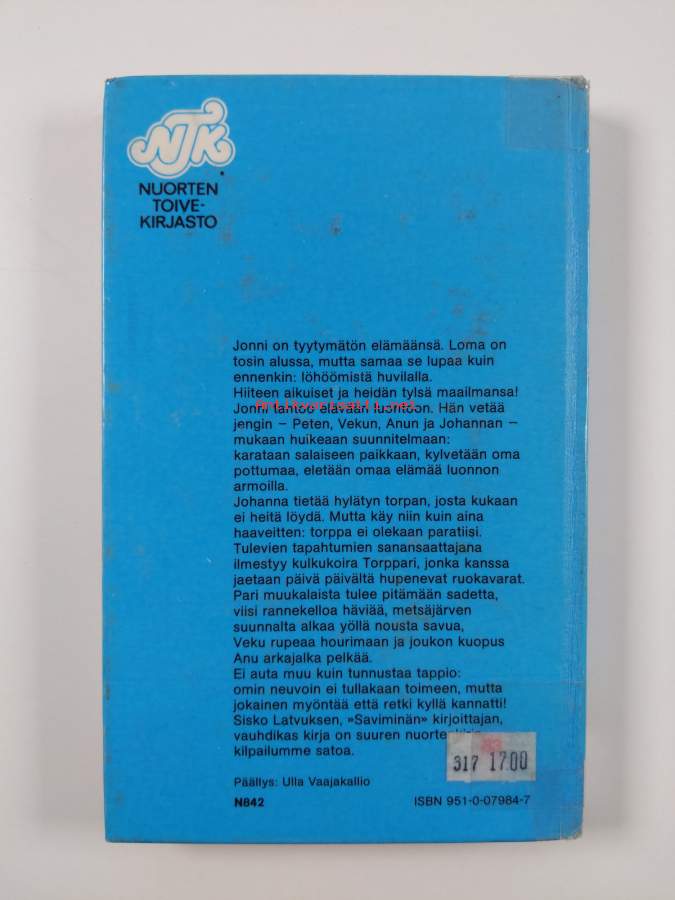 NTK
NUORTEN
TOIVE-
KIRJASTO
Jonni on tyytymätön elämäänsä. Loma on
tosin alussa, mutta samaa se lupaa kuin
ennenkin: löhöömistä huvilalla.
Hiiteen aikuiset ja heidän tylsä maailmansa!
Jonni tahtoo elävään luontoon. Hän vetää
jengin – Peten, Vekun, Anun ja Johannan –
mukaan huikeaan suunnitelmaan:
karataan salaiseen paikkaan, kylvetään oma
pottumaa, eletään omaa elämää luonnon
armoilla.
Johanna tietää hylätyn torpan, josta kukaan
ei heitä löydä. Mutta käy niin kuin aina
haaveitten: torppa ei olekaan paratiisi.
Tulevien tapahtumien sanansaattajana
ilmestyy kulkukoira Torppari, jonka kanssa
jaetaan päivä päivältä hupenevat ruokavarat.
Pari muukalaista tulee pitämään sadetta,
viisi rannekelloa häviää, metsäjärven
suunnalta alkaa yöllä nousta savua,
Veku rupeaa hourimaan ja joukon kuopus
Anu arkajalka pelkää.
Ei auta muu kuin tunnustaa tappio:
omin neuvoin ei tullakaan toimeen, mutta
jokainen myöntää että retki kyllä kannatti!
Sisko Latvuksen, »Saviminän» kirjoittajan,
vauhdikas kirja on suuren
kilpailumme satoa.
317 1700
Päällys: Ulla Vaajakallio
N842
ISBN 951-0-07984-7